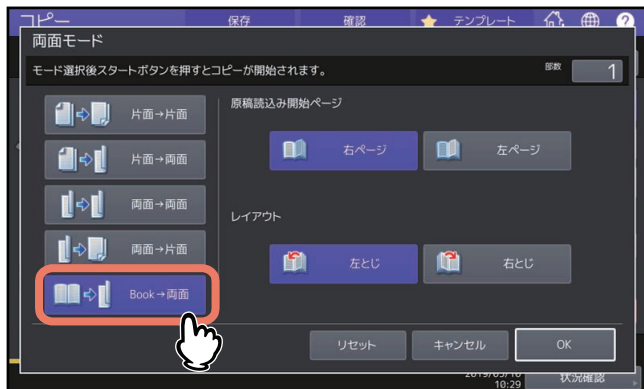 コピー 保存 確認 テンプレート ?
両面モード
モード選択後スタートボタンを押すとコピーが開始されます。 部数 1
片面→片面
片面→両面
両面→両面
両面→片面
Book→両面
原稿読込み開始ページ
右ページ 左ページ
レイアウト
左とじ 右とじ
リセット キャンセル OK
10:29 状況確認